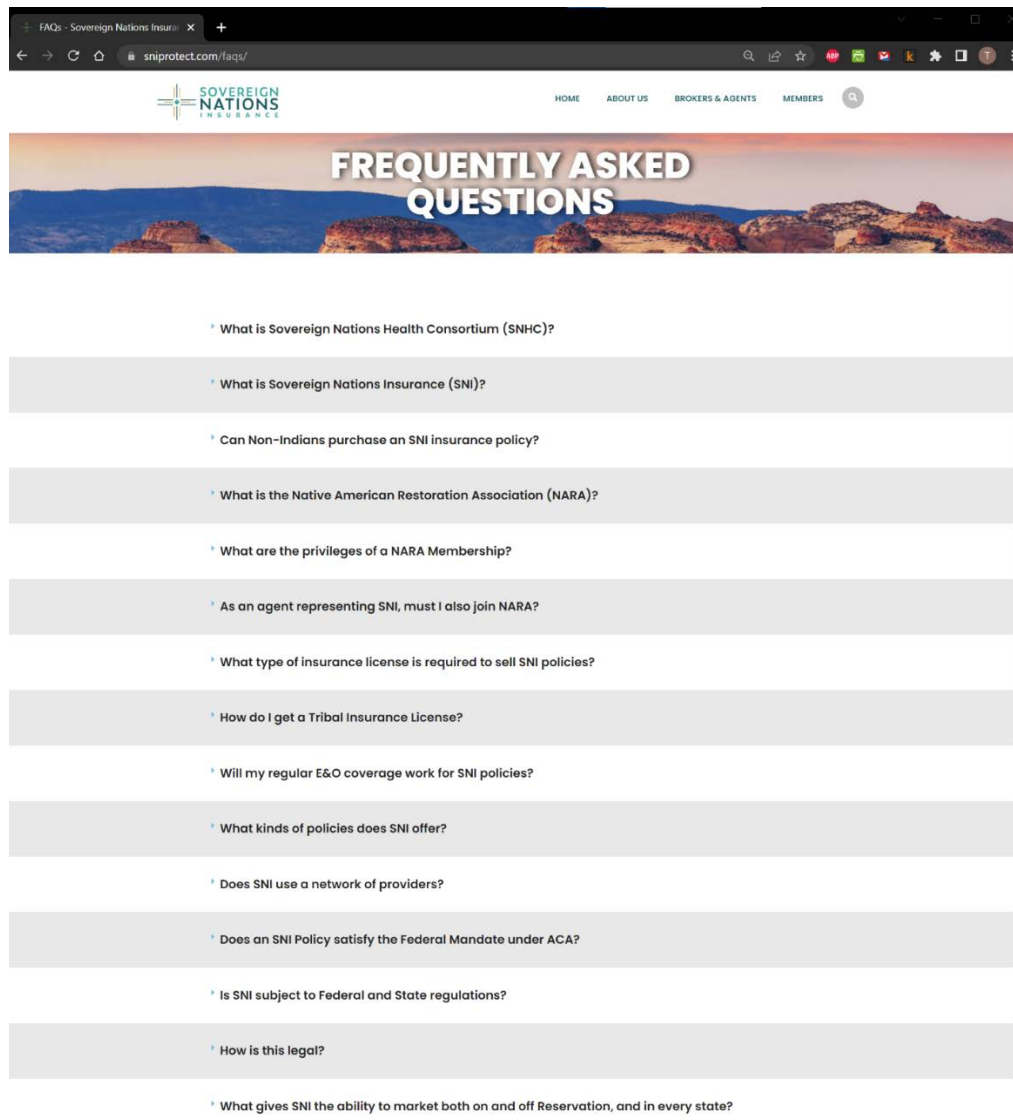 FAQs - Sovereign Nations Insura
sniprotect.com/faqs/
ABP
k
T
SOVEREIGN
NATIONS
INSURANCE
HOME ABOUT US BROKERS & AGENTS MEMBERS
FREQUENTLY ASKED
QUESTIONS
What is Sovereign Nations Health Consortium (SNHC)?
What is Sovereign Nations Insurance (SNI)?
Can Non-Indians purchase an SNI insurance policy?
What is the Native American Restoration Association (NARA)?
What are the privileges of a NARA Membership?
As an agent representing SNI, must I also join NARA?
What type of insurance license is required to sell SNI policies?
How do I get a Tribal Insurance License?
Will my regular E&O coverage work for SNI policies?
What kinds of policies does SNI offer?
Does SNI use a network of providers?
Does an SNI Policy satisfy the Federal Mandate under ACA?
Is SNI subject to Federal and State regulations?
How is this legal?
What gives SNI the ability to market both on and off Reservation, and in every state?